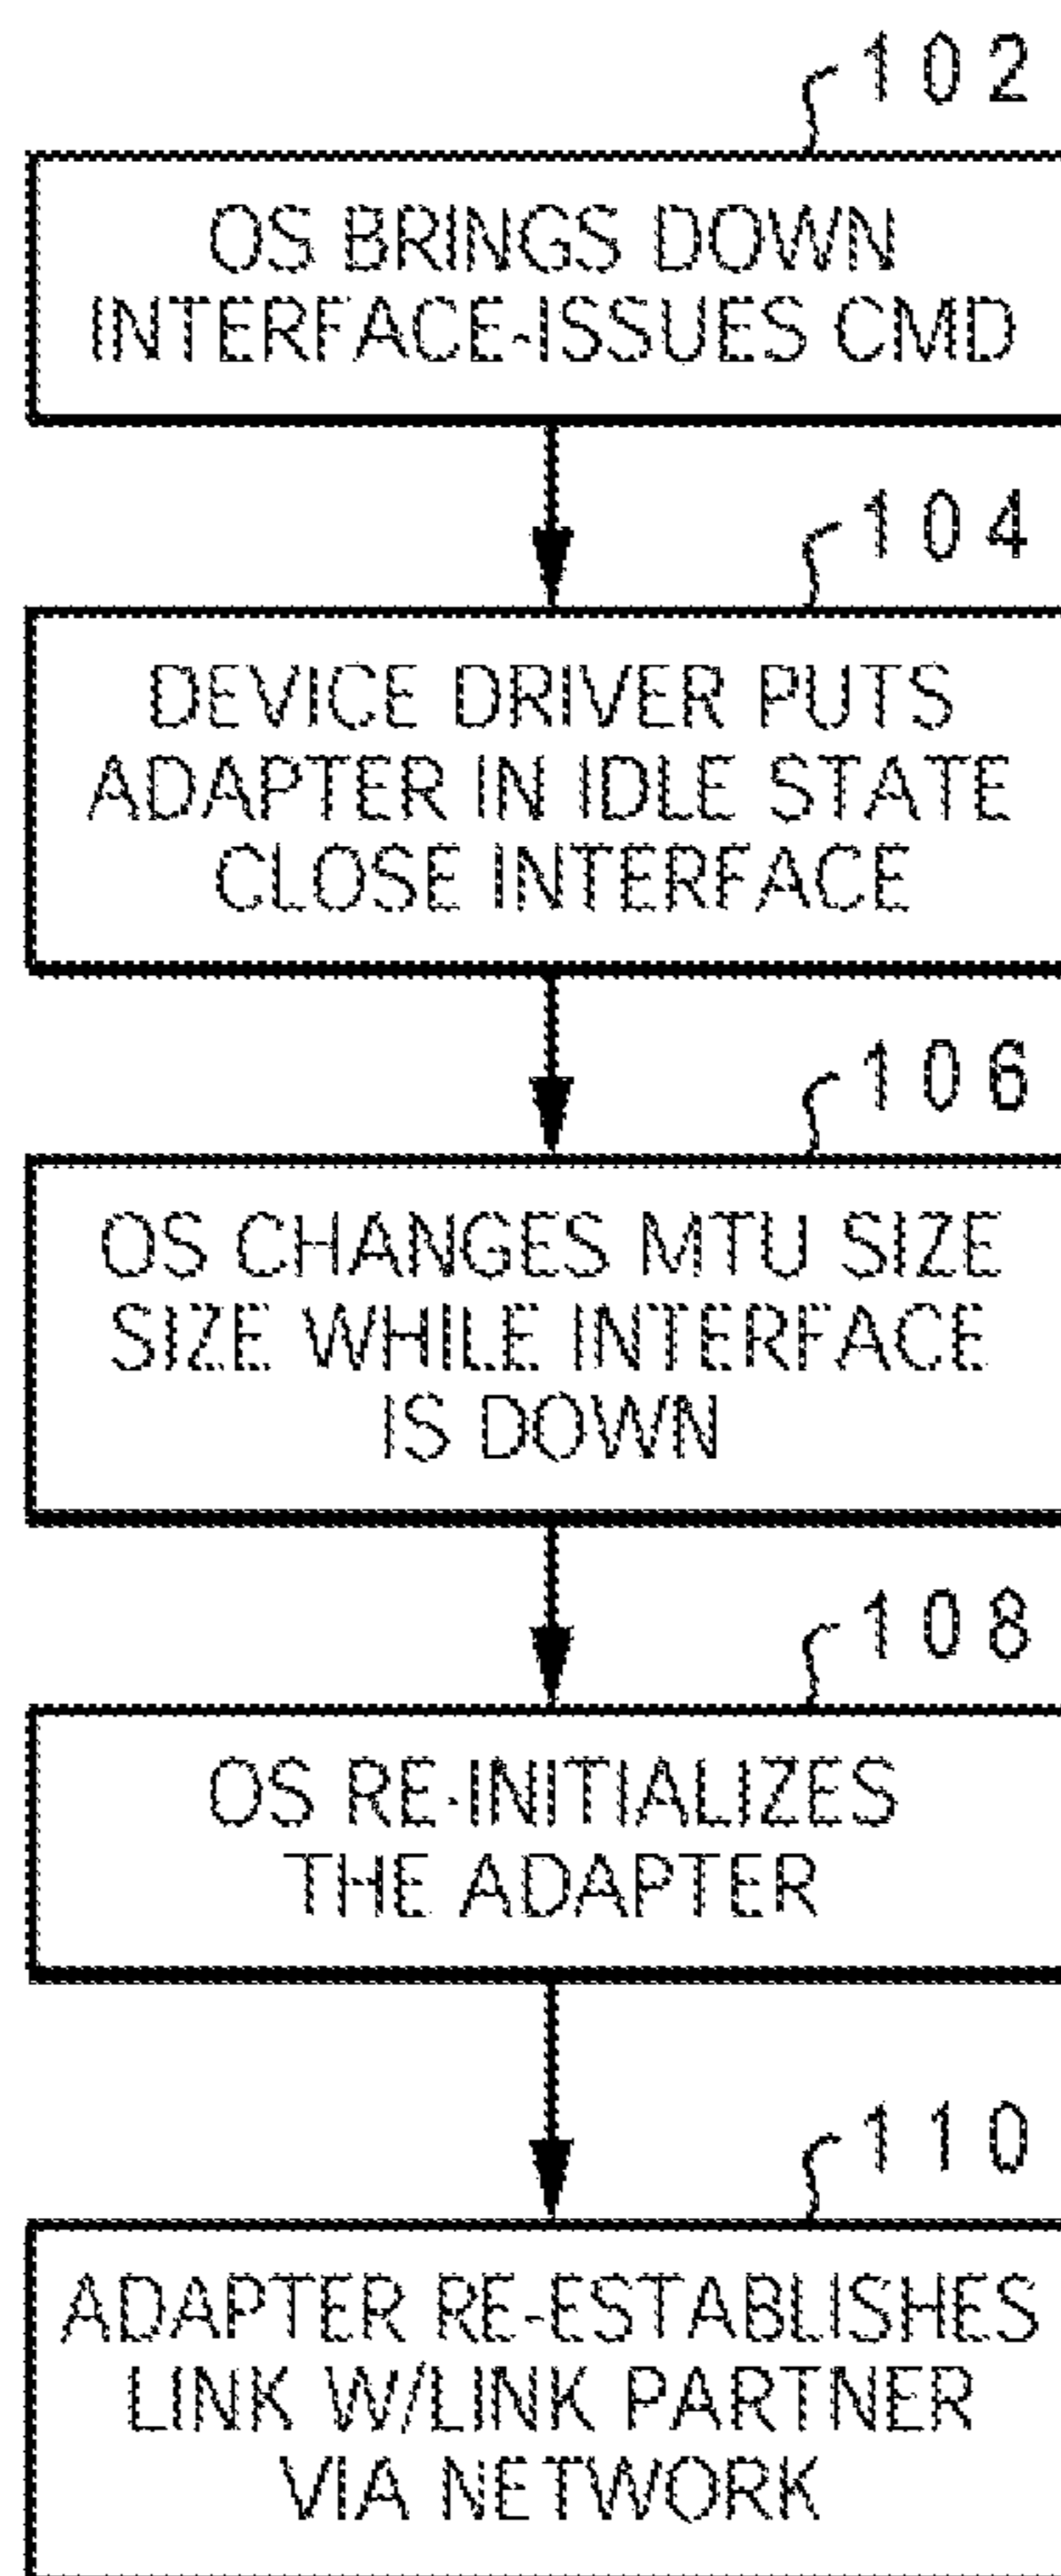 102
OS BRINGS DOWN
INTERFACE-ISSUES CMD
104
DEVICE DRIVER PUTS
ADAPTER IN IDLE STATE
CLOSE INTERFACE
106
OS CHANGES MTU SIZE
SIZE WHILE INTERFACE
IS DOWN
108
OS RE-INITIALIZES
THE ADAPTER
110
ADAPTER RE-ESTABLISHES
LINK W/LINK PARTNER
VIA NETWORK